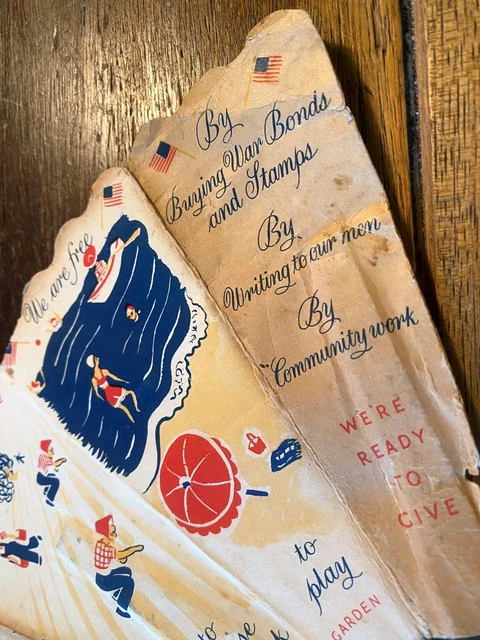 By
Buying War Bonds
and Stamps
By
Writing to our men
By
Community work
WE'RE
READY
TO
GIVE
We are free
to
play
GARDEN
to